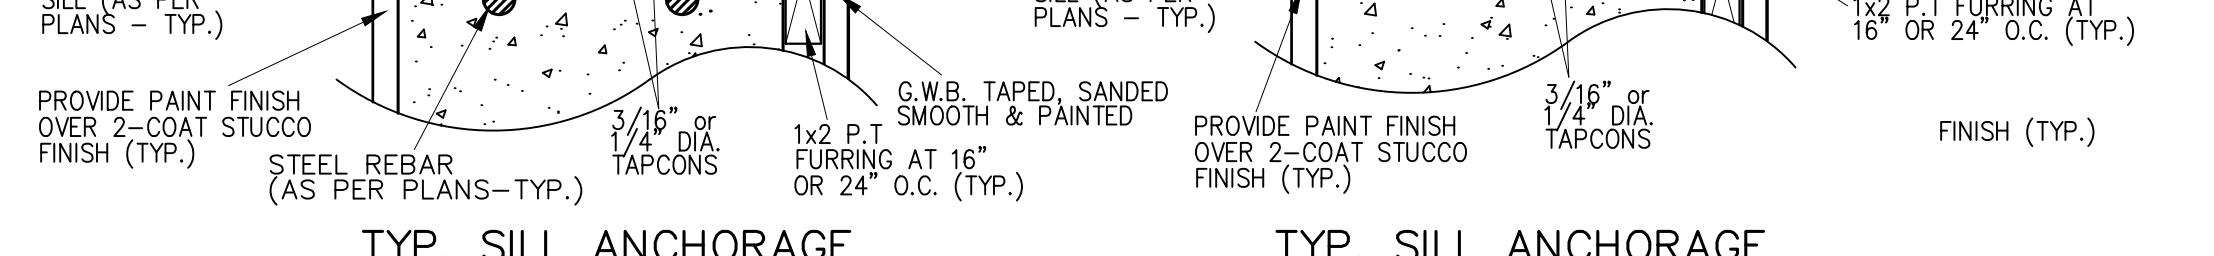 SILL (AS PER
PLANS - TYP.)
PROVIDE PAINT FINISH
OVER 2-COAT STUCCO
FINISH (TYP.)
STEEL REBAR
(AS PER PLANS-TYP.)
3/16" or
1/4" DIA.
TAPCONS
1x2 P.T
FURRING AT 16"
OR 24" O.C. (TYP.)
G.W.B. TAPED, SANDED
SMOOTH & PAINTED
TYP. SILL ANCHORAGE
SILL (AS PER
PLANS - TYP.)
PROVIDE PAINT FINISH
OVER 2-COAT STUCCO
FINISH (TYP.)
3/16" or
1/4" DIA.
TAPCONS
1x2 P.T FURRING AT
16" OR 24" O.C. (TYP.)
FINISH (TYP.)
TYP. SILL ANCHORAGE